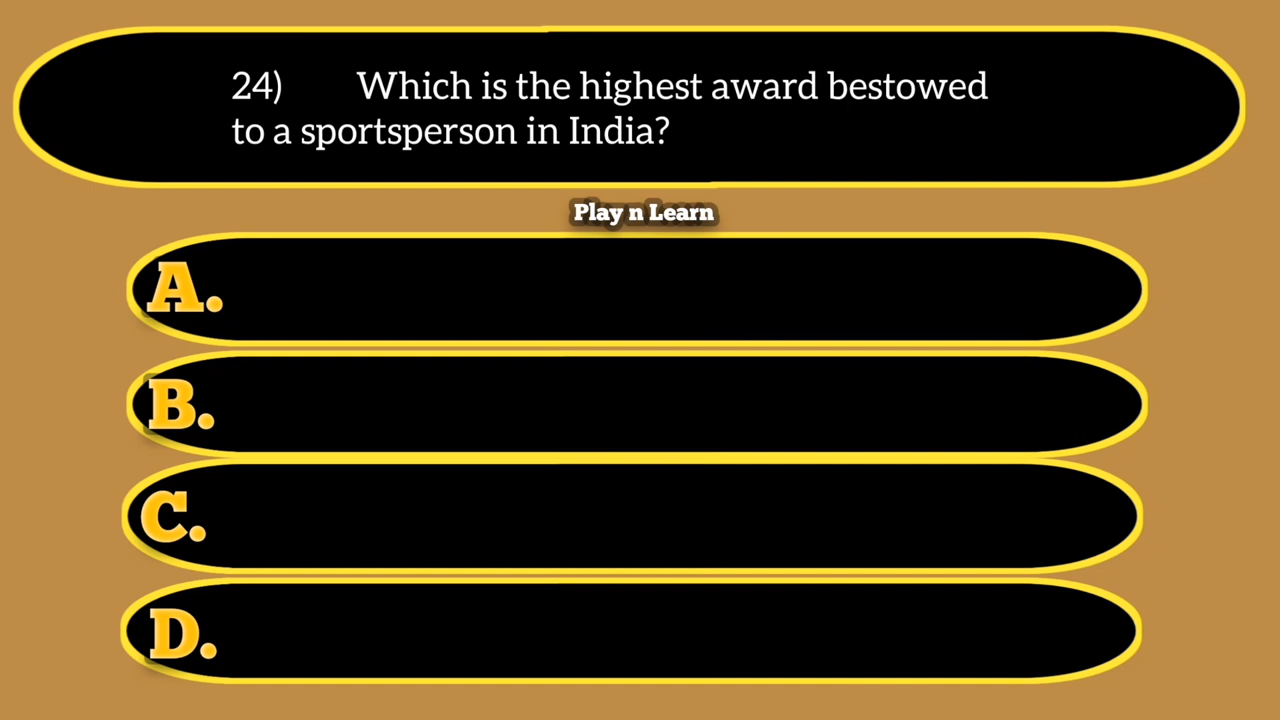 24) Which is the highest award bestowed
to a sportsperson in India?
Play n Learn
A.
B.
C.
D.